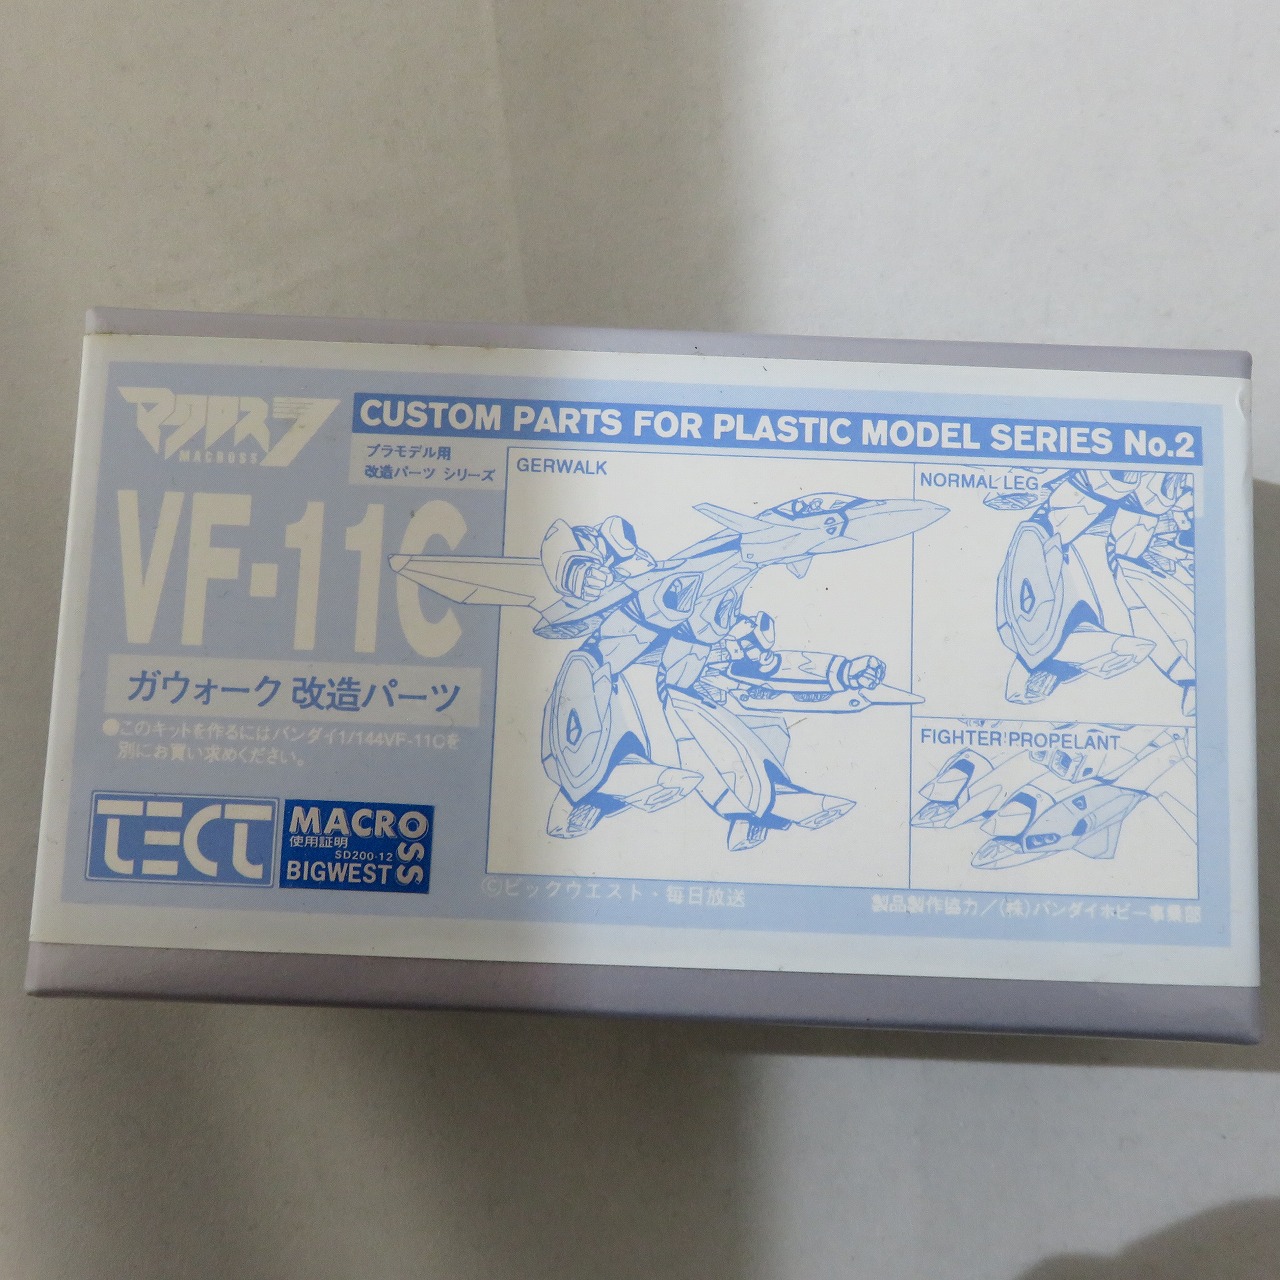 マクロス7
MACROSS
CUSTOM PARTS FOR PLASTIC MODEL SERIES No.2
プラモデル用
改造パーツ シリーズ
VF-11C
ガウォーク 改造パーツ
●このキットを作るにはバンダイ1/144VF-11Cを
別にお買い求めください。
GERWALK
NORMAL LEG
FIGHTER PROPELANT
TECT
MACROSS
使用証明
SD200-12
BIGWEST
©ビックウエスト・毎日放送
製品製作協力/(株)バンダイホビー事業部